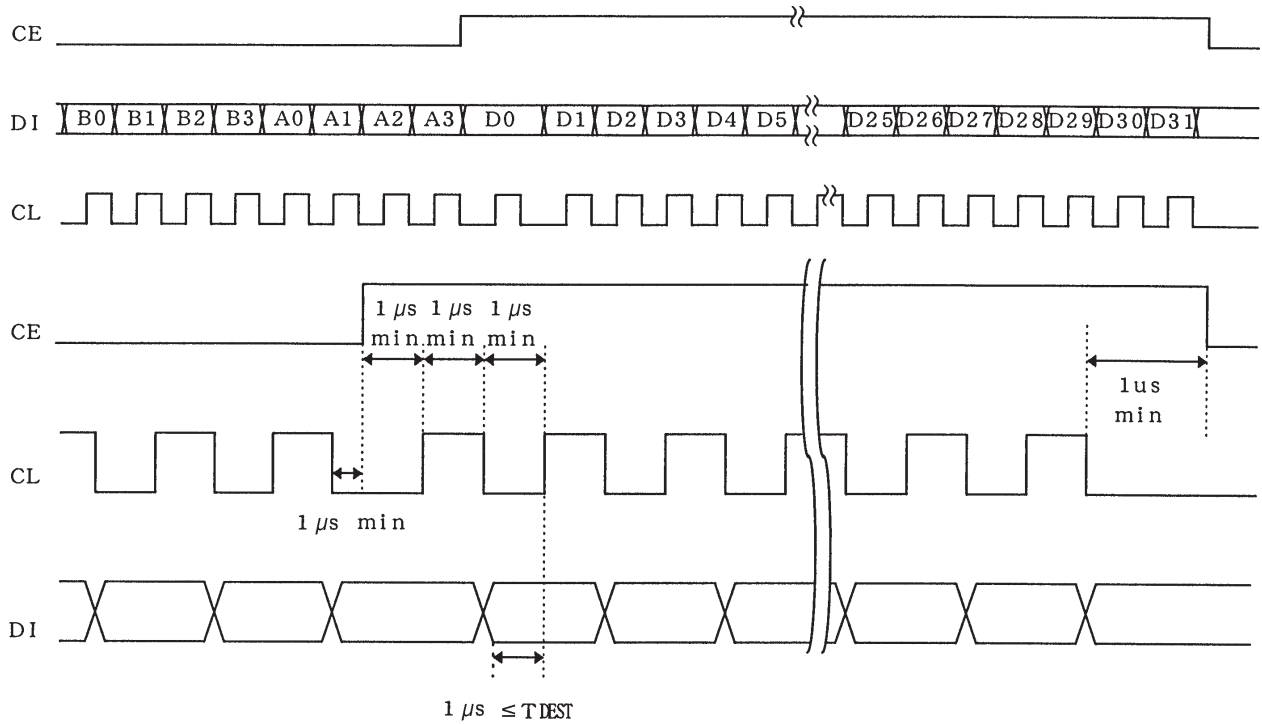 CE
DI B0 B1 B2 B3 A0 A1 A2 A3 D0 D1 D2 D3 D4 D5 D25 D26 D27 D28 D29 D30 D31
CL
CE
1 µs 1 µs 1 µs
min min min
1us
min
CL
1 µs min
DI
1 µs ≤ TDEST